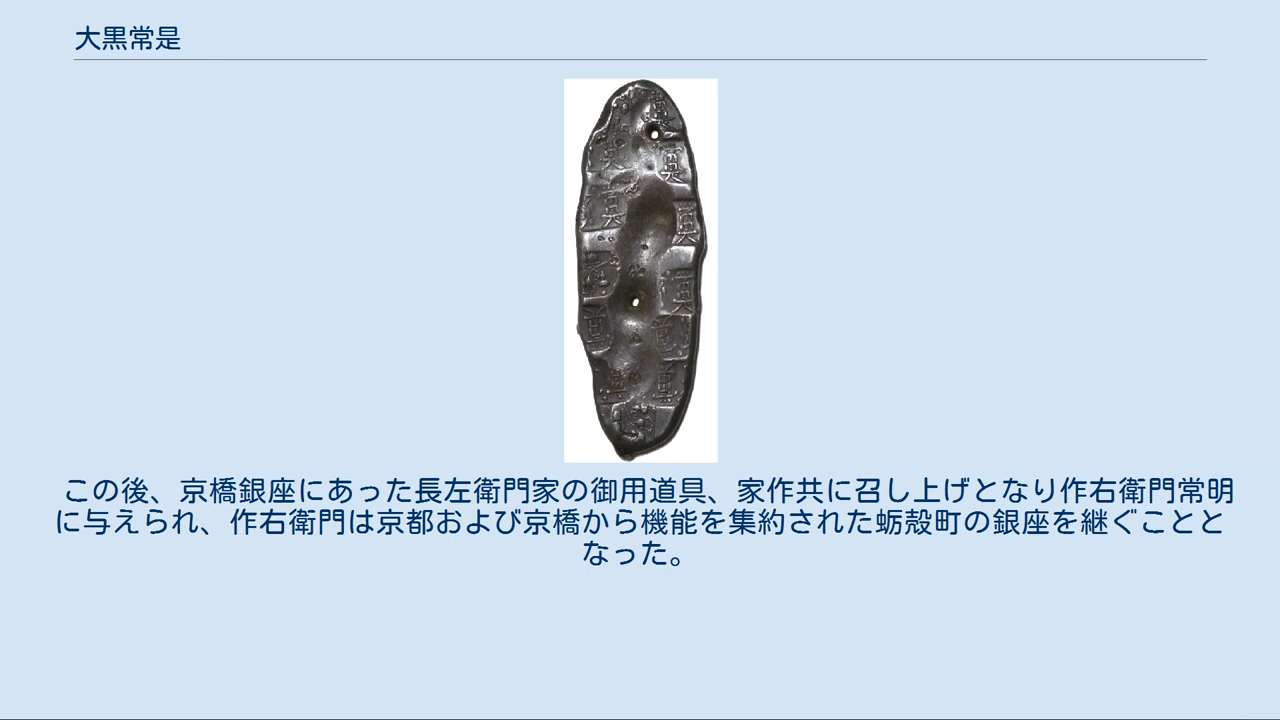 大黒常是
この後、京橋銀座にあった長左衛門家の御用道具、家作共に召し上げとなり作右衛門常明
に与えられ、作右衛門は京都および京橋から機能を集約された蛎殻町の銀座を継ぐことと
なった。